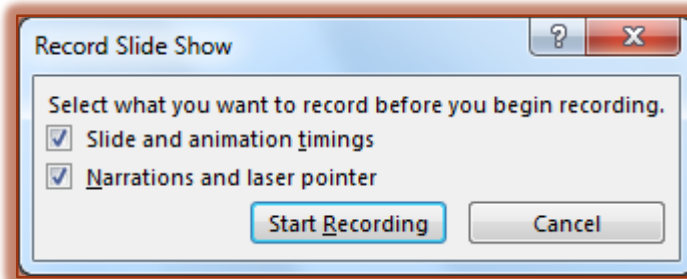 Record Slide Show
?
Select what you want to record before you begin recording.
Slide and animation timings
Narrations and laser pointer
Start Recording Cancel